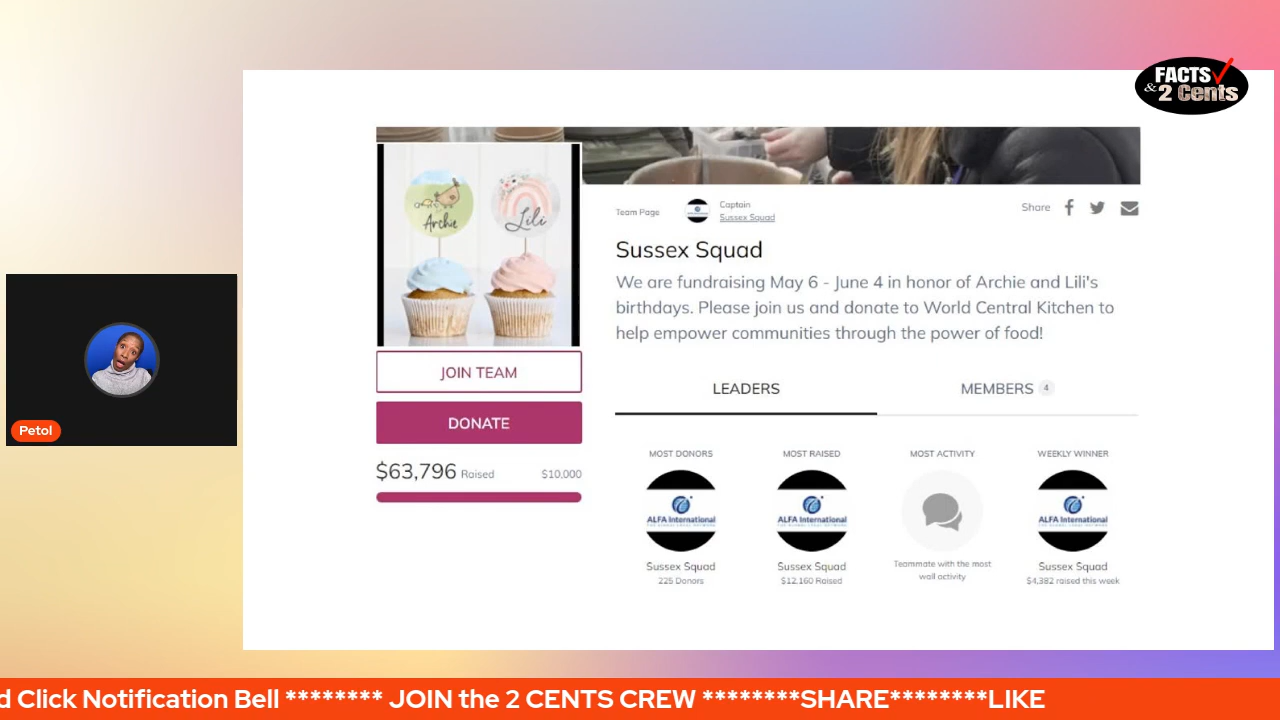 FACTS
& 2 Cents
Archie
Lili
Team Page
Captain
Sussex Squad
Share
Sussex Squad
We are fundraising May 6 - June 4 in honor of Archie and Lili's
birthdays. Please join us and donate to World Central Kitchen to
help empower communities through the power of food!
JOIN TEAM
DONATE
$63,796 Raised $10,000
LEADERS
MEMBERS 4
MOST DONORS
MOST RAISED
MOST ACTIVITY
WEEKLY WINNER
ALFA International
ALFA International
ALFA International
Sussex Squad
225 Donors
Sussex Squad
$12,160 Raised
Teammate with the most
wall activity
Sussex Squad
$4,382 raised this week
Petol
d Click Notification Bell ******** JOIN the 2 CENTS CREW ********SHARE********LIKE